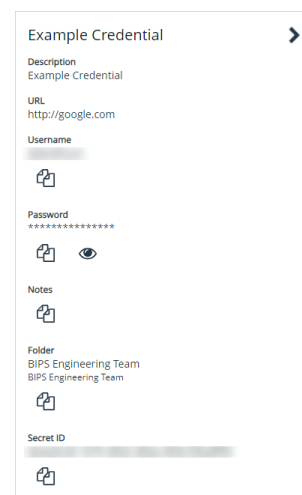 Example Credential
Description
Example Credential
URL
http://google.com
Username
Password
***************
Notes
Folder
BIPS Engineering Team
BIPS Engineering Team
Secret ID